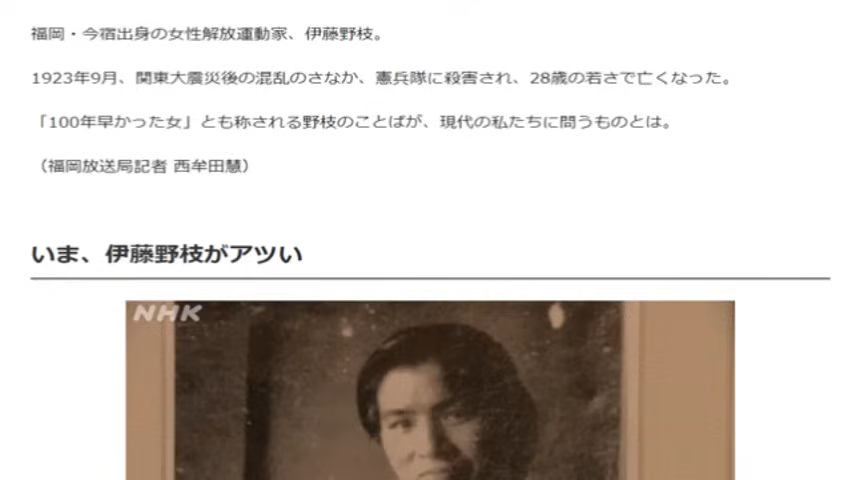 福岡・今宿出身の女性解放運動家、伊藤野枝。
1923年9月、関東大震災後の混乱のさなか、憲兵隊に殺害され、28歳の若さで亡くなった。
「100年早かった女」とも称される野枝のことばが、現代の私たちに問うものとは。
（福岡放送局記者 西牟田慧）
いま、伊藤野枝がアツい
NHK